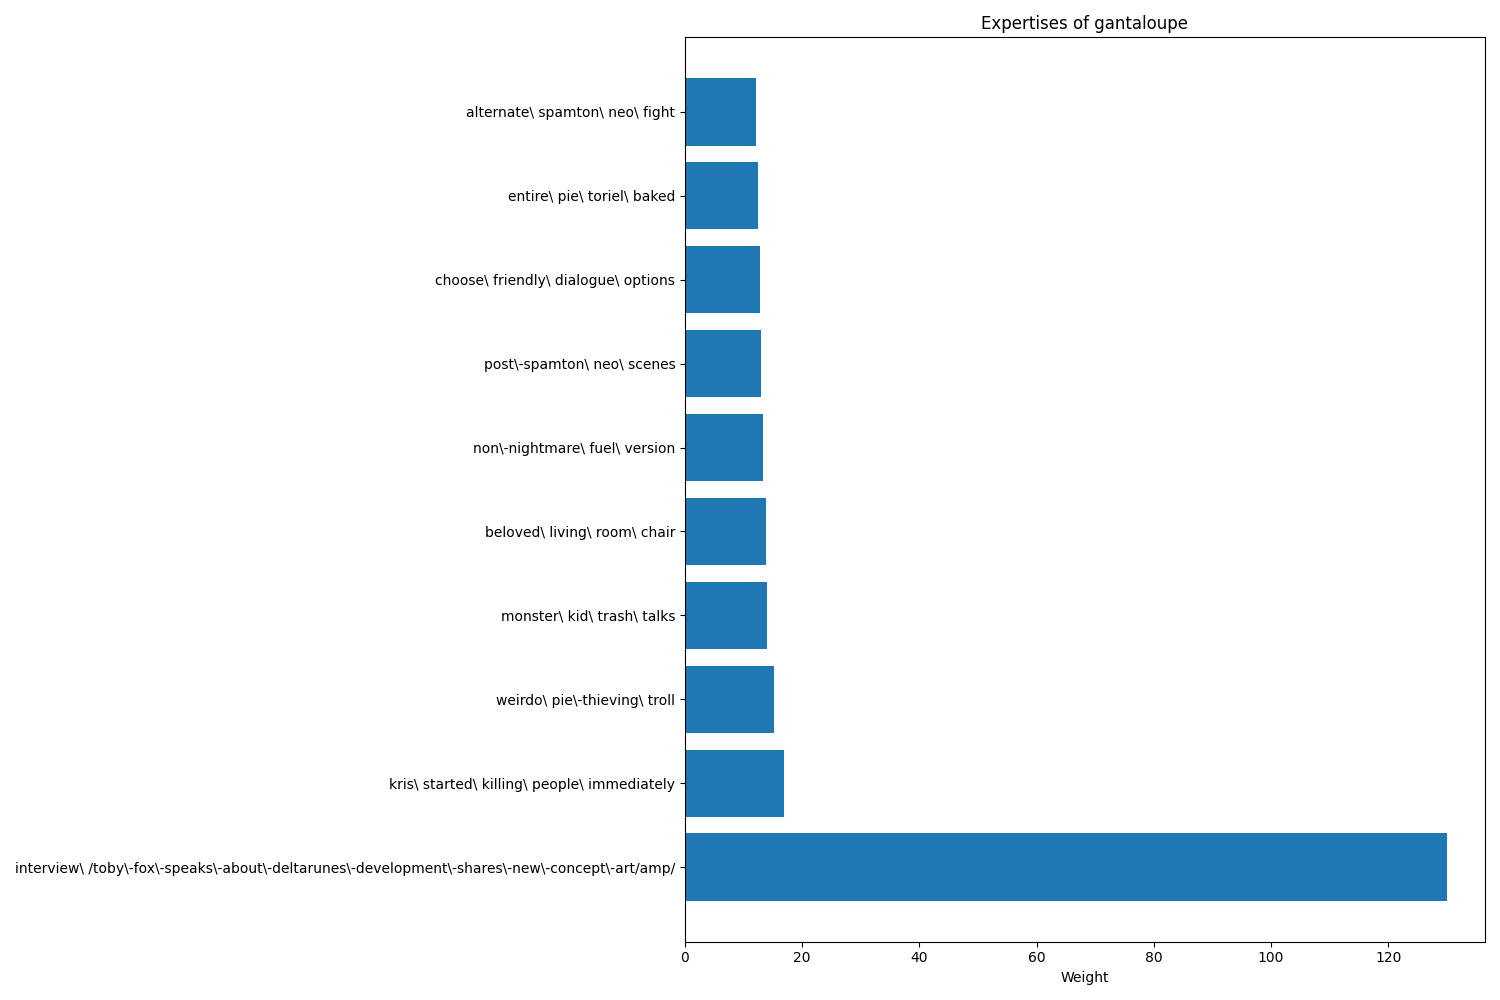 Expertises of gantaloupe
alternate\ spamton\ neo\ fight
entire\ pie\ toriel\ baked
choose\ friendly\ dialogue\ options
post\-spamton\ neo\ scenes
non\-nightmare\ fuel\ version
beloved\ living\ room\ chair
monster\ kid\ trash\ talks
weirdo\ pie\-thieving\ troll
kris\ started\ killing\ people\ immediately
interview\ /toby\-fox\-speaks\-about\-deltarunes\-development\-shares\-new\-concept\-art/amp/
0 20 40 60 80 100 120
Weight